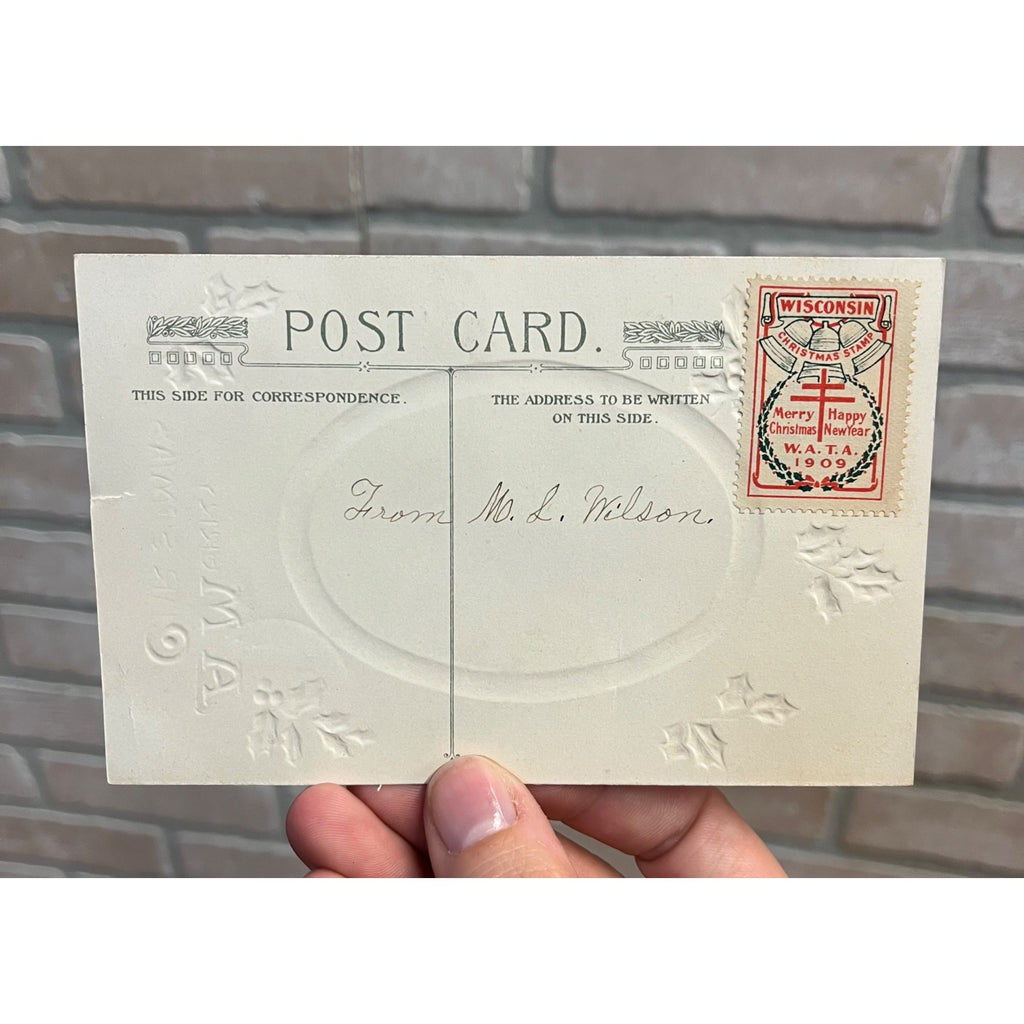 POST CARD.
THIS SIDE FOR CORRESPONDENCE.
THE ADDRESS TO BE WRITTEN
ON THIS SIDE.
From M. L. Wilson.
WISCONSIN
CHRISTMAS STAMP
Merry Happy
Christmas New Year
W.A.T.A.
1909